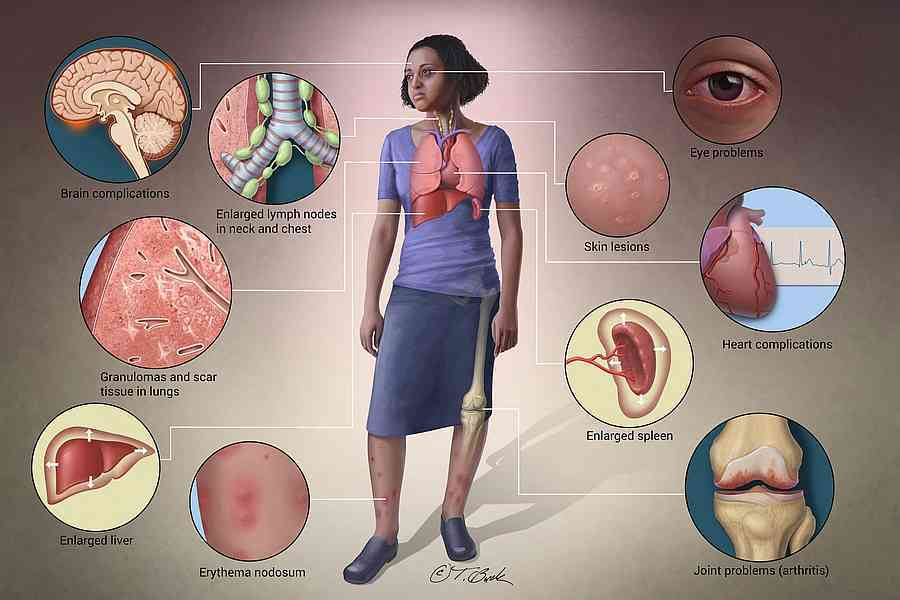 Brain complications
Enlarged lymph nodes
in neck and chest
Eye problems
Skin lesions
Granulomas and scar
tissue in lungs
Heart complications
Enlarged spleen
Enlarged liver
Erythema nodosum
Joint problems (arthritis)